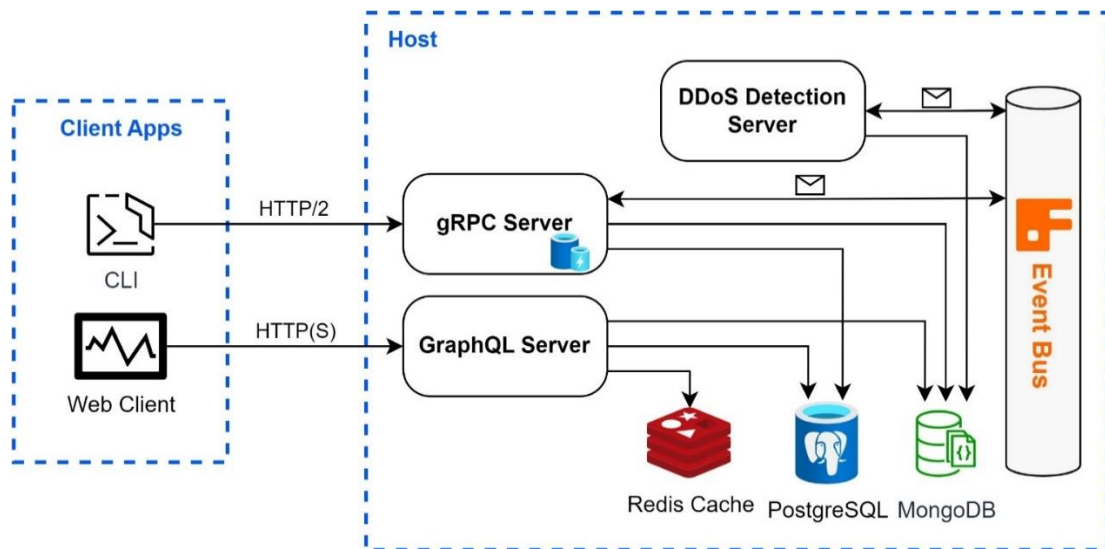 Host
Client Apps
DDoS Detection
Server
HTTP/2
gRPC Server
CLI
HTTP(S)
GraphQL Server
Web Client
Event Bus
Redis Cache
PostgreSQL
MongoDB